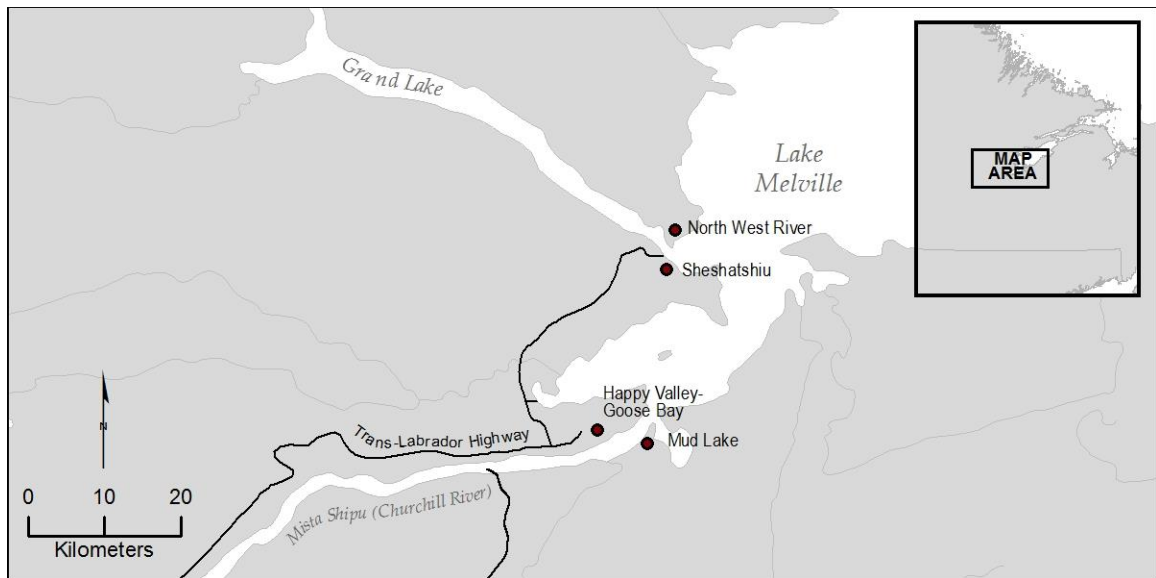 Grand Lake
Lake
Melville
MAP
AREA
North West River
Sheshatshiu
Happy Valley-
Goose Bay
Trans-Labrador Highway
Mud Lake
N
Mista Shipu (Churchill River)
0 10 20
Kilometers